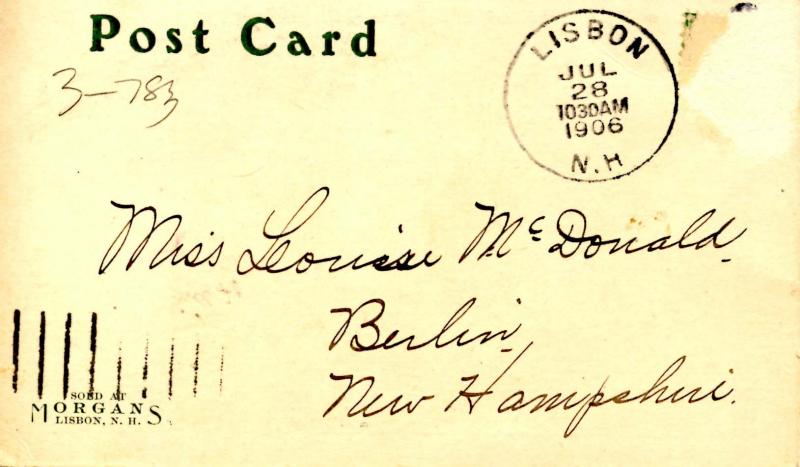 Post Card
3-783
LISBON
JUL
28
1030AM
1906
N.H
Miss Louise McDonald
Berlin,
New Hampshire.
SOLD AT
MORGANS
LISBON, N. H.